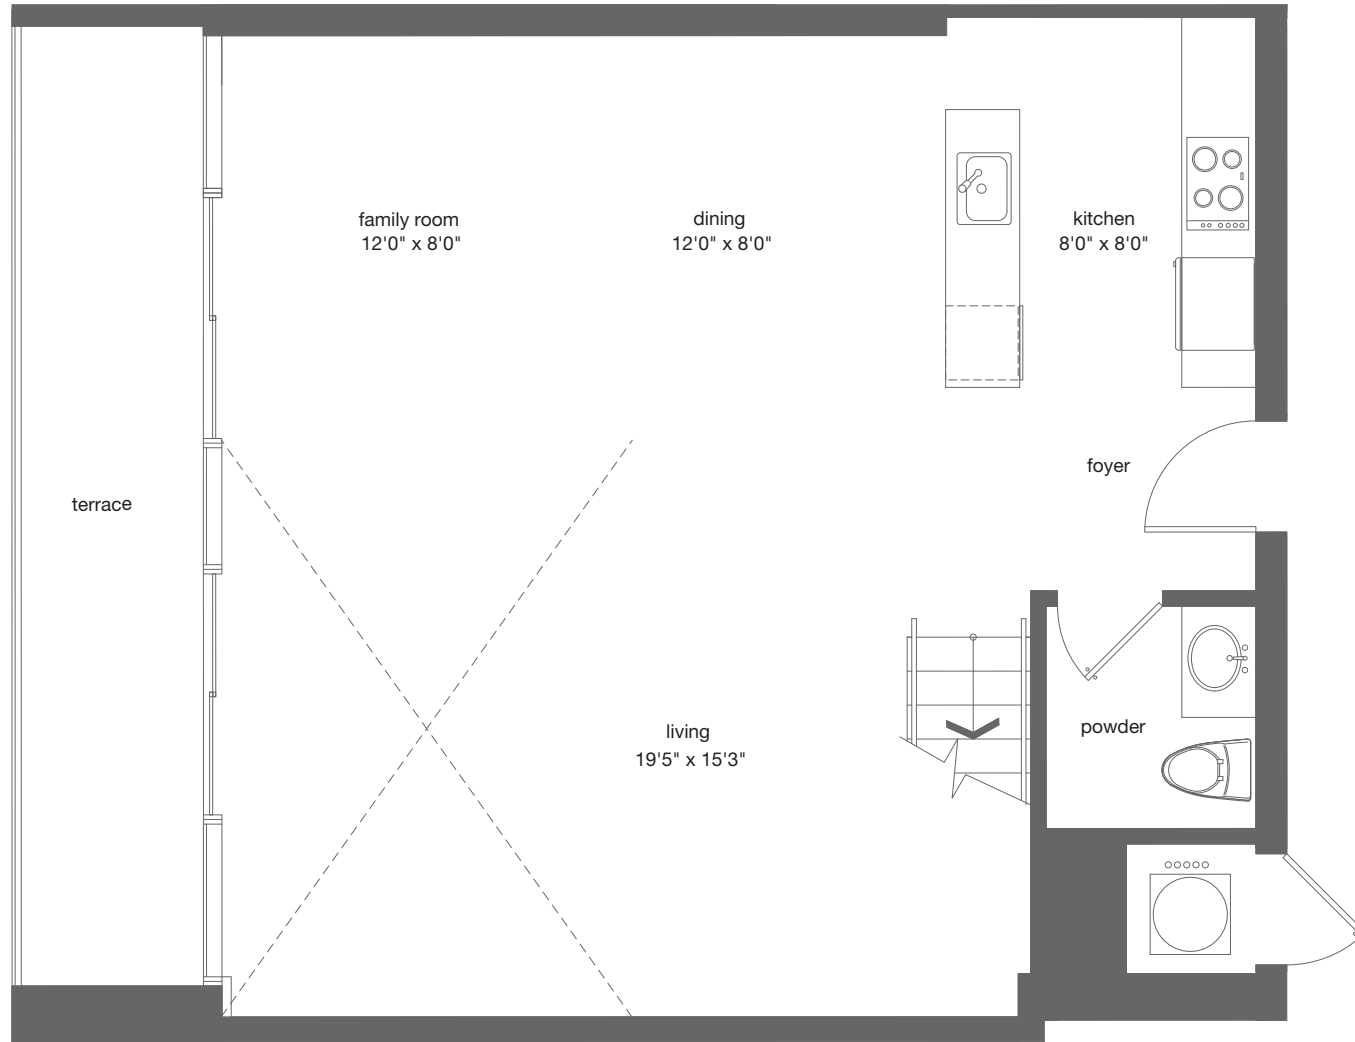 family room
12'0" x 8'0"
dining
12'0" x 8'0"
kitchen
8'0" x 8'0"
foyer
terrace
living
19'5" x 15'3"
powder